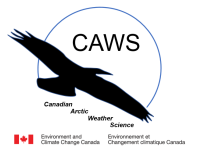 CAWS
Canadian
Arctic
Weather
Science
Environment and Environnement et
Climate Change Canada Changement climatique Canada